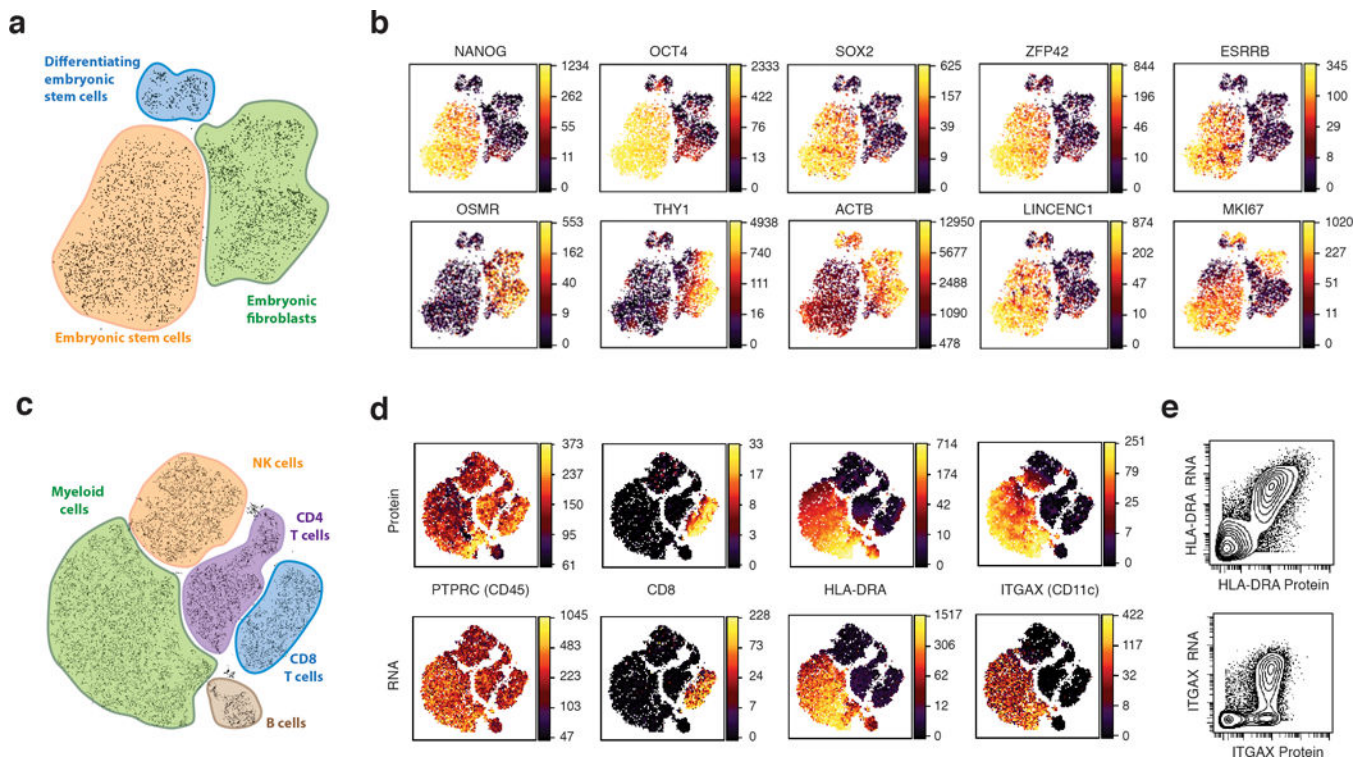 a
Differentiating
embryonic
stem cells
Embryonic
fibroblasts
Embryonic stem cells
b
NANOG
1234
262
55
11
0
OCT4
2333
422
76
13
0
SOX2
625
157
39
9
0
ZFP42
844
196
46
10
0
ESRRB
345
100
29
8
0
OSMR
553
162
40
9
0
THY1
4938
740
111
16
0
ACTB
12950
5677
2488
1090
478
LINCENC1
874
202
47
10
0
MKI67
1020
227
51
11
0
c
NK cells
Myeloid
cells
CD4
T cells
CD8
T cells
B cells
d
Protein
373
237
150
95
61
33
17
8
3
0
714
174
42
10
0
251
79
25
7
0
PTPRC (CD45)
CD8
HLA-DRA
ITGAX (CD11c)
RNA
1045
483
223
103
47
228
73
24
7
0
1517
306
62
12
0
422
117
32
8
0
e
HLA-DRA RNA
HLA-DRA Protein
ITGAX RNA
ITGAX Protein